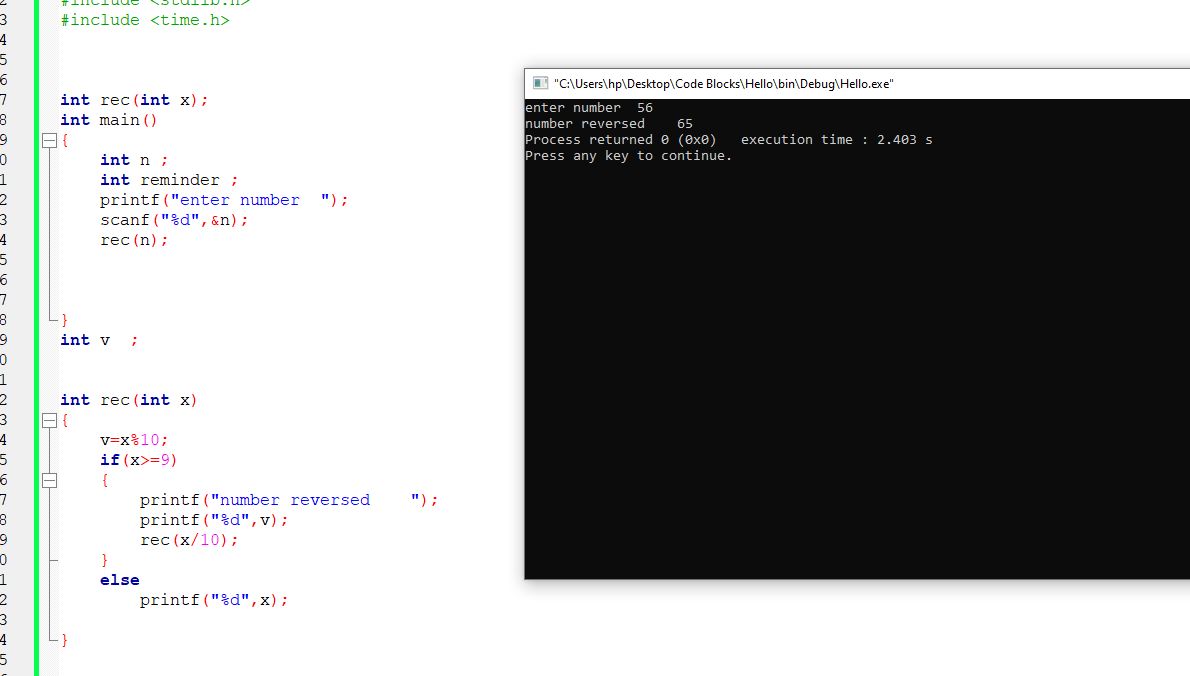 2 #include <stdlib.h>
3 #include <time.h>
4
5
6
7 int rec(int x);
8 int main()
9 {
0     int n ;
1     int reminder ;
2     printf("enter number  ");
3     scanf("%d",&n);
4     rec(n);
5
6
7
8 }
9 int v  ;
0
1
2 int rec(int x)
3 {
4     v=x%10;
5     if(x>=9)
6     {
7         printf("number reversed    ");
8         printf("%d",v);
9         rec(x/10);
0     }
1     else
2         printf("%d",x);
3
4 }
5
"C:\Users\hp\Desktop\Code Blocks\Hello\bin\Debug\Hello.exe"
enter number  56
number reversed    65
Process returned 0 (0x0)   execution time : 2.403 s
Press any key to continue.